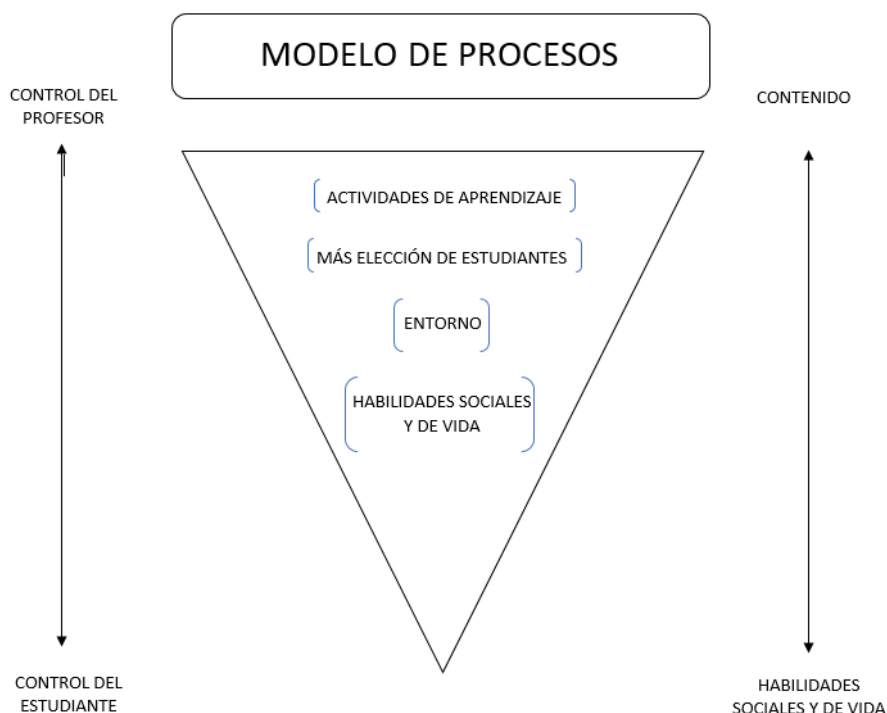 MODELO DE PROCESOS
CONTROL DEL
PROFESOR
CONTENIDO
ACTIVIDADES DE APRENDIZAJE
MÁS ELECCIÓN DE ESTUDIANTES
ENTORNO
HABILIDADES SOCIALES
Y DE VIDA
CONTROL DEL
ESTUDIANTE
HABILIDADES
SOCIALES Y DE VIDA